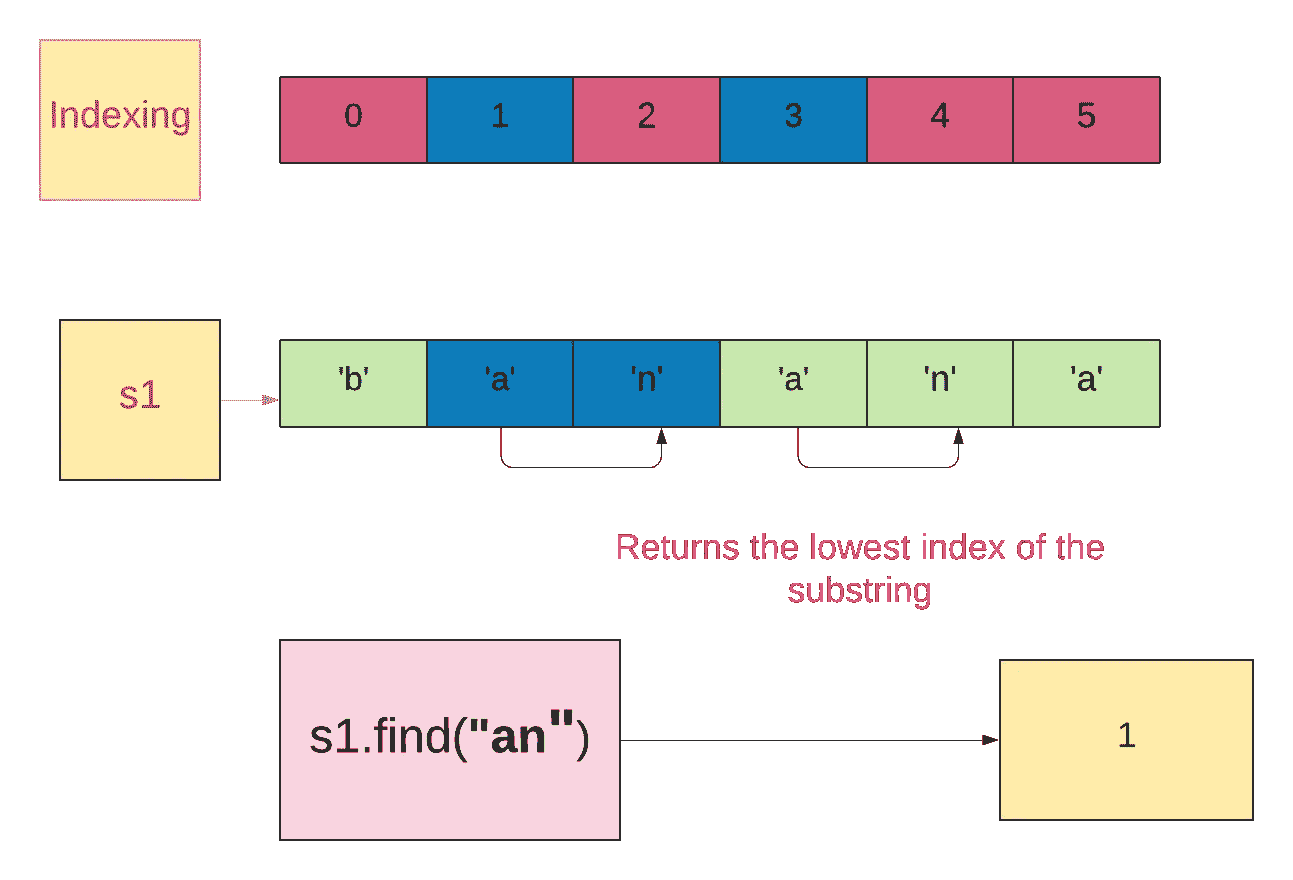 Indexing
0 1 2 3 4 5
s1
'b' 'a' 'n' 'a' 'n' 'a'
Returns the lowest index of the
substring
s1.find("an")
1